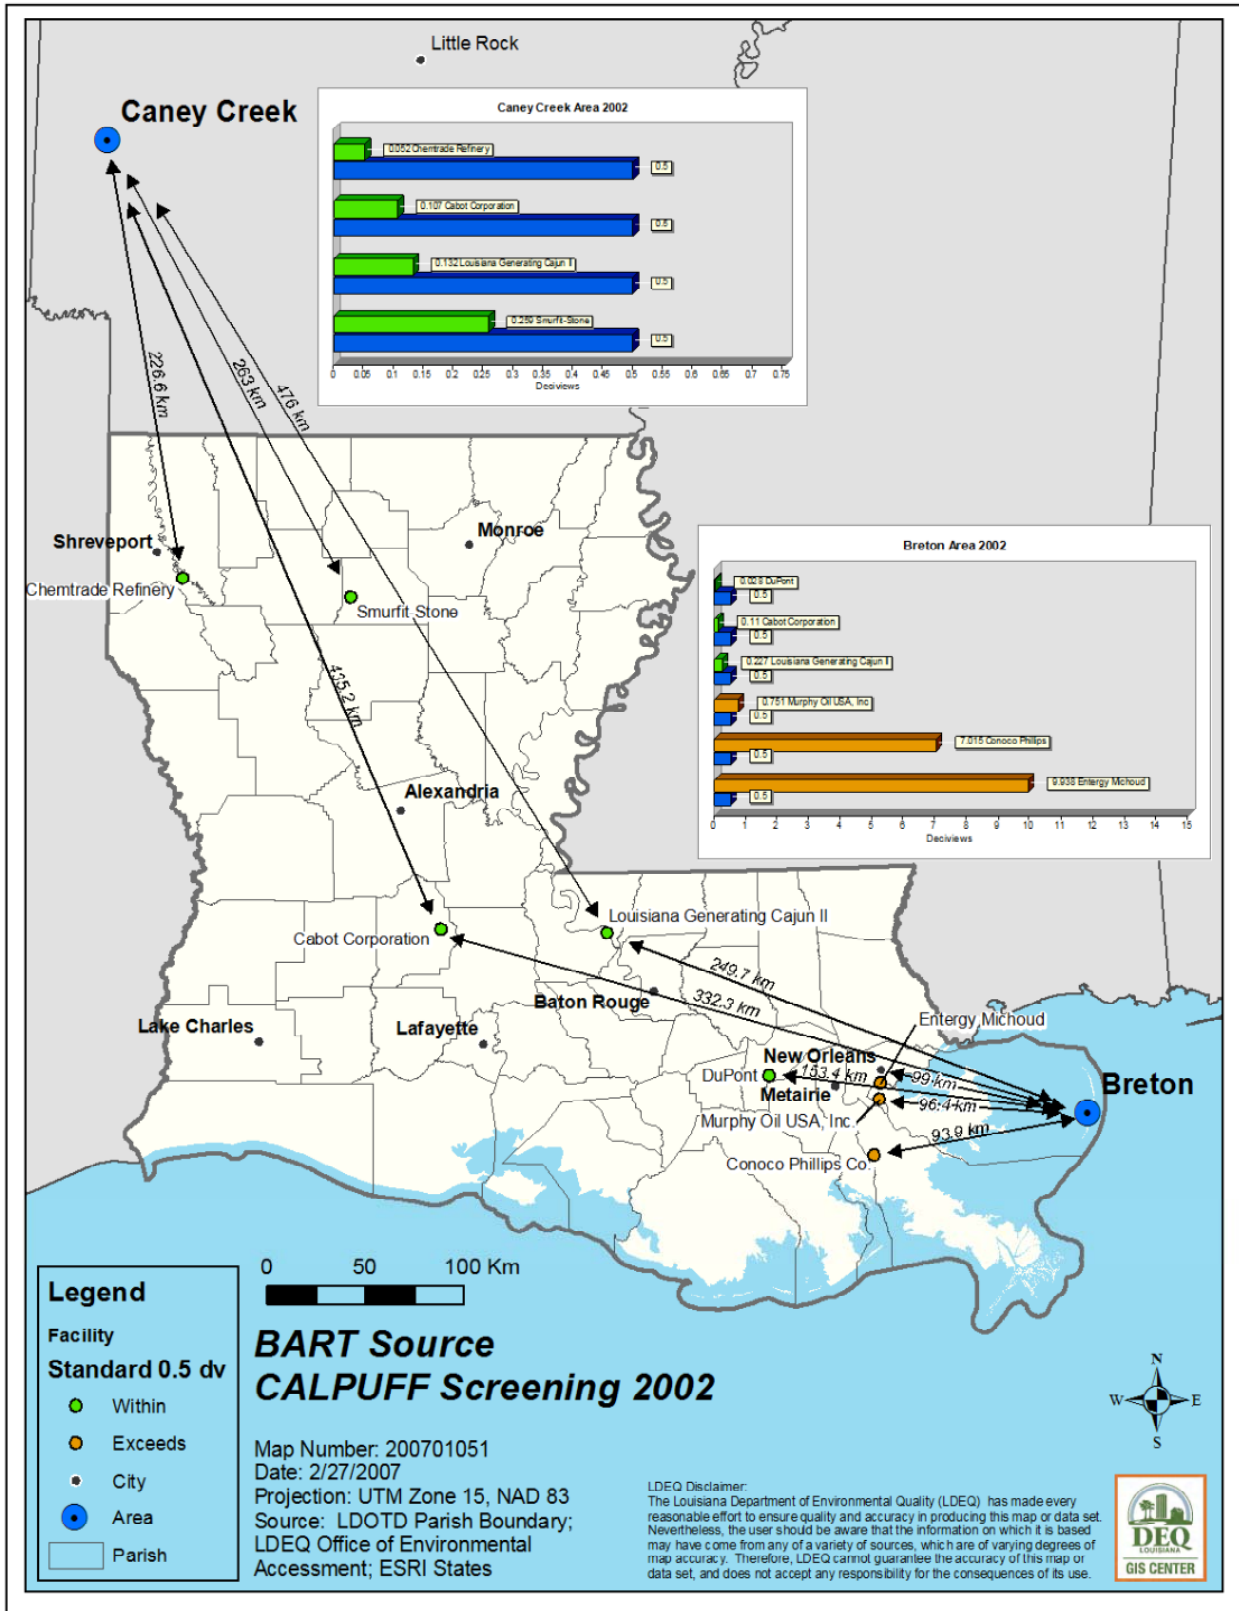 Little Rock
Caney Creek
Caney Creek Area 2002
0.052 Chemtrade Refinery
0.5
0.107 Cabot Corporation
0.5
0.132 Louisiana Generating Cajun II
0.5
0.259 Smurfit-Stone
0.5
0 0.05 0.1 0.15 0.2 0.25 0.3 0.35 0.4 0.45 0.5 0.55 0.6 0.65 0.7 0.75
Deciviews
226.6 km
263 km
476 km
435.2 km
Shreveport
Monroe
Chemtrade Refinery
Smurfit Stone
Breton Area 2002
0.028 DuPont
0.5
0.11 Cabot Corporation
0.5
0.227 Louisiana Generating Cajun II
0.5
0.751 Murphy Oil USA, Inc
0.5
7.015 Conoco Phillips
0.5
9.938 Entergy Michoud
0.5
0 1 2 3 4 5 6 7 8 9 10 11 12 13 14 15
Deciviews
Alexandria
Louisiana Generating Cajun II
Cabot Corporation
249.7 km
332.3 km
Baton Rouge
Lake Charles
Lafayette
Entergy Michoud
New Orleans
DuPont
153.4 km
99 km
Metairie
96.4 km
Breton
Murphy Oil USA, Inc.
93.9 km
Conoco Phillips Co.
0 50 100 Km
Legend
Facility
Standard 0.5 dv
Within
Exceeds
City
Area
Parish
BART Source
CALPUFF Screening 2002
Map Number: 200701051
Date: 2/27/2007
Projection: UTM Zone 15, NAD 83
Source: LDOTD Parish Boundary;
LDEQ Office of Environmental
Accessment; ESRI States
N
W E
S
LDEQ Disclaimer:
The Louisiana Department of Environmental Quality (LDEQ) has made every
reasonable effort to ensure quality and accuracy in producing this map or data set.
Nevertheless, the user should be aware that the information on which it is based
may have come from any of a variety of sources, which are of varying degrees of
map accuracy. Therefore, LDEQ cannot guarantee the accuracy of this map or
data set, and does not accept any responsibility for the consequences of its use.
DEQ
LOUISIANA
GIS CENTER